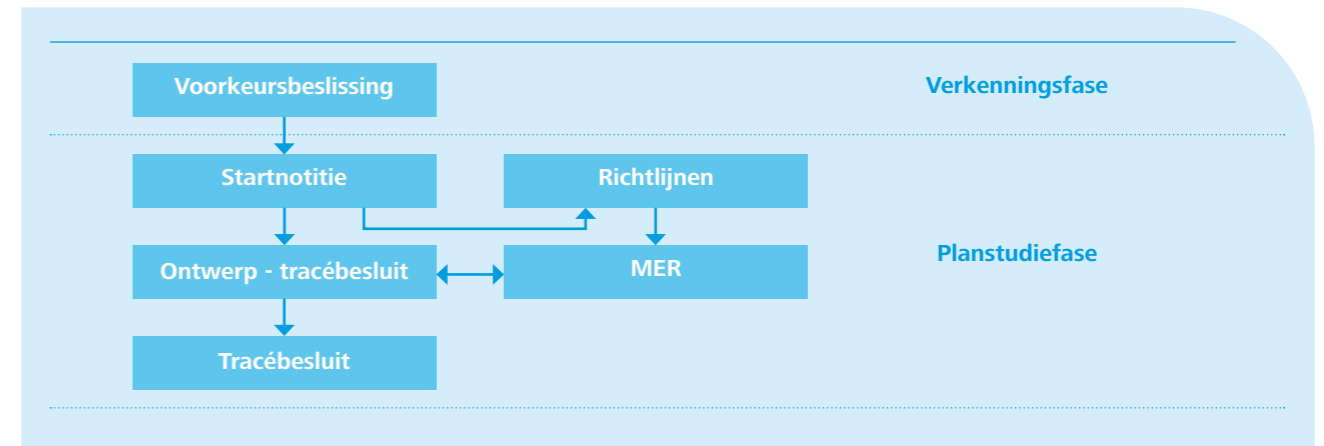 Voorkeursbeslissing
Verkenningsfase
Startnotitie
Richtlijnen
Ontwerp - tracébesluit
MER
Planstudiefase
Tracébesluit